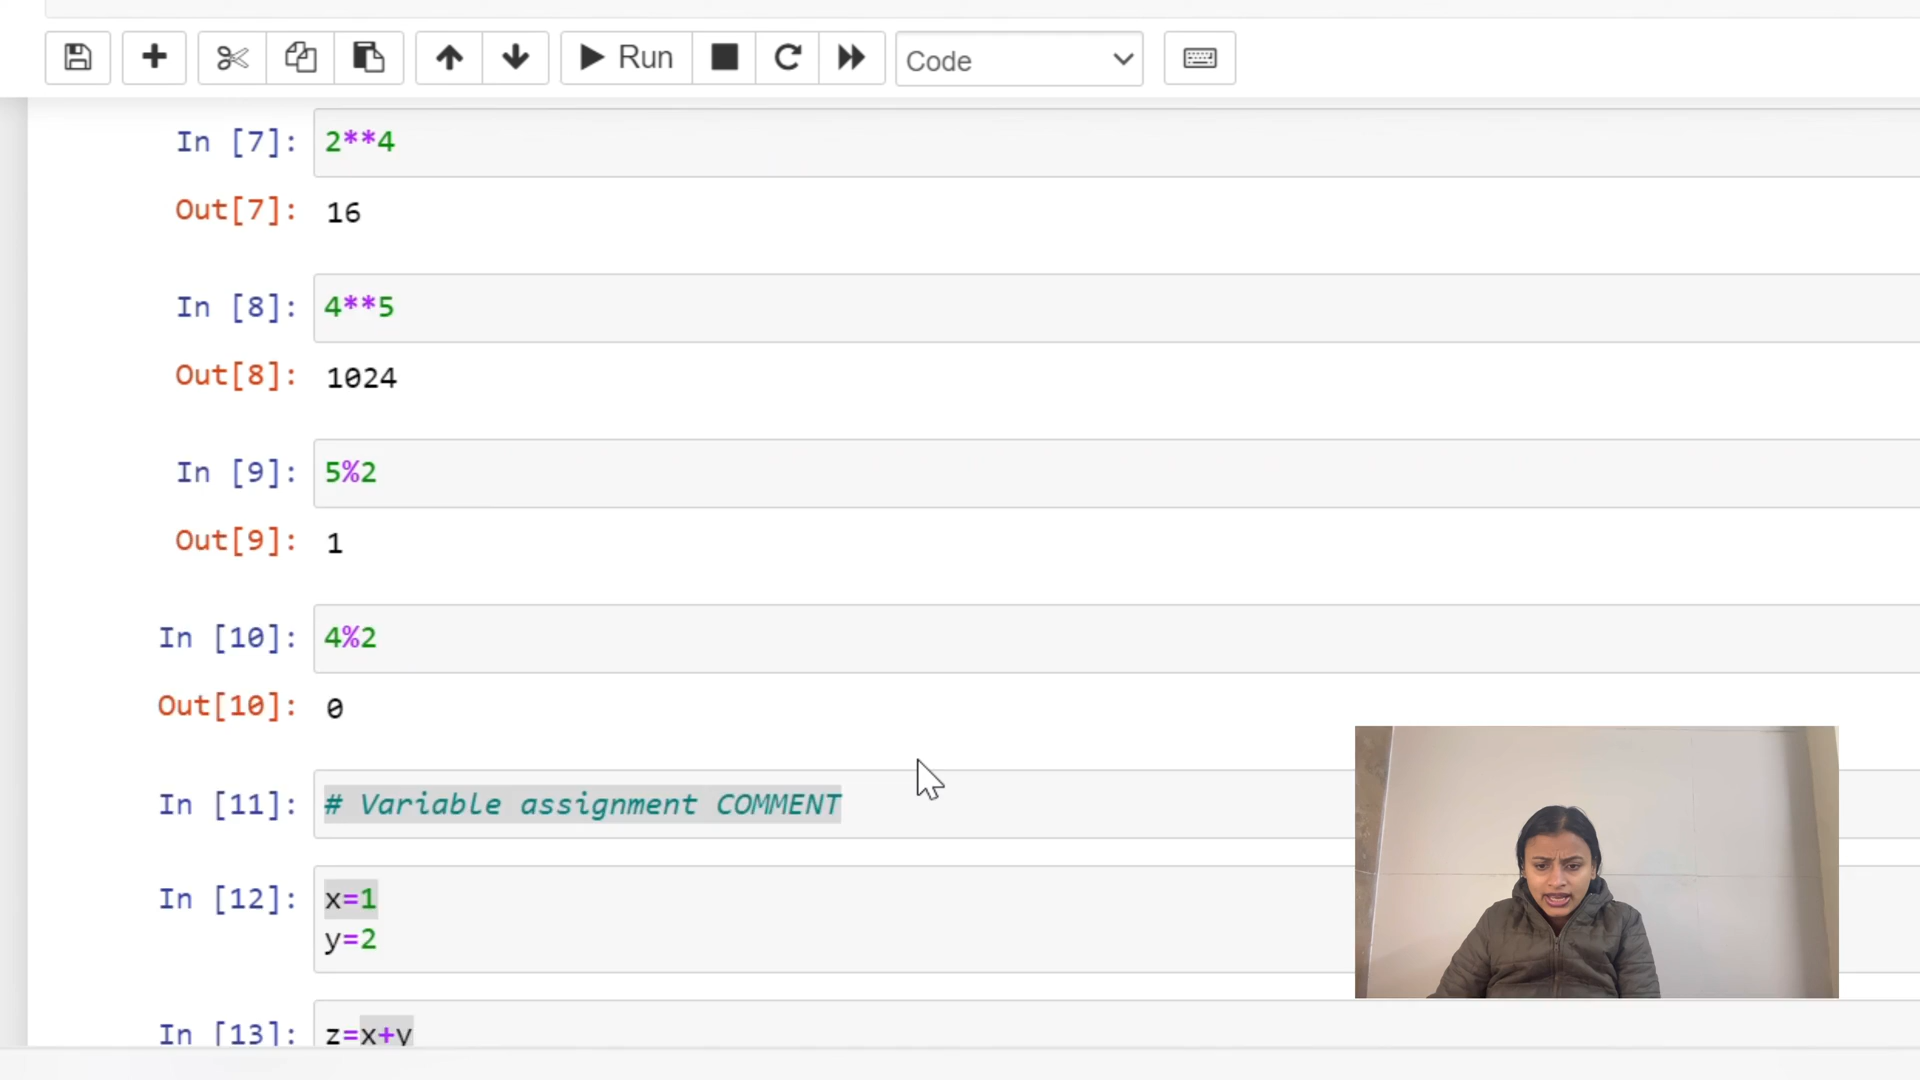 Run
Code
In [7]: 2**4
Out[7]: 16
In [8]: 4**5
Out[8]: 1024
In [9]: 5%2
Out[9]: 1
In [10]: 4%2
Out[10]: 0
In [11]: # Variable assignment COMMENT
In [12]: x=1
y=2
In [13]: z=x+y